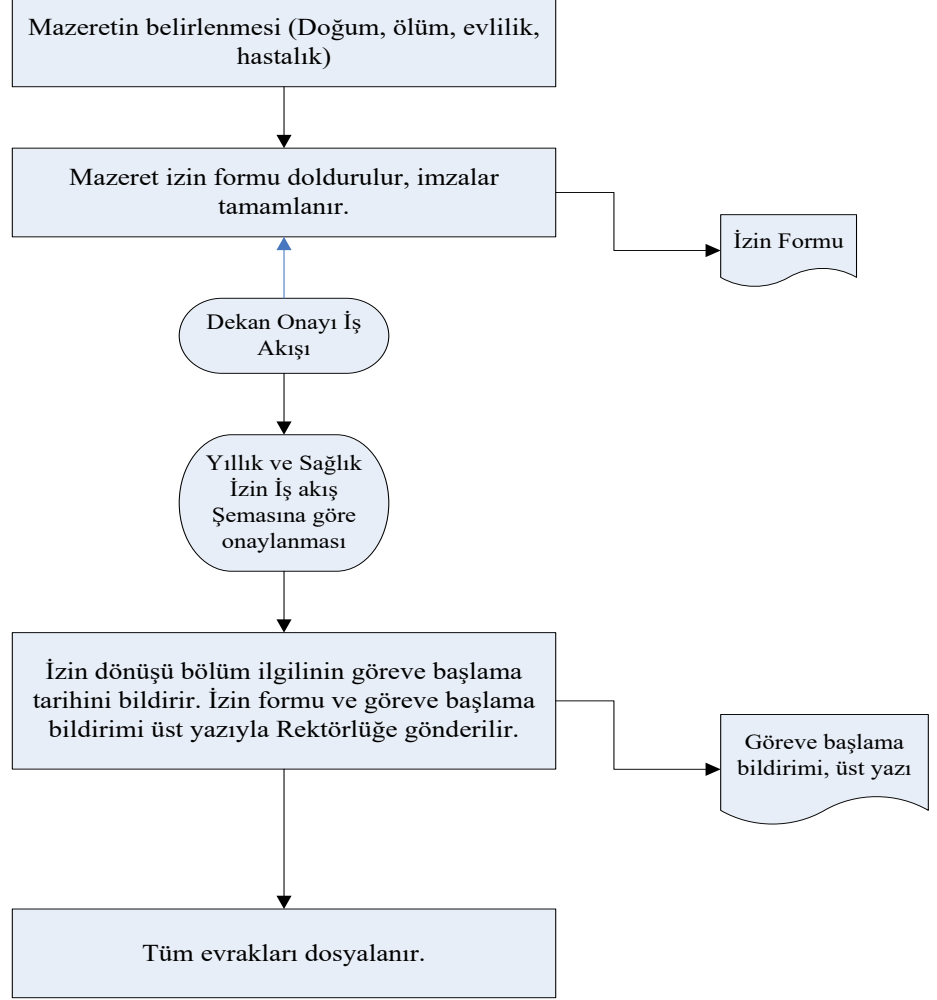 Mazeretin belirlenmesi (Doğum, ölüm, evlilik,
hastalık)
Mazeret izin formu doldurulur, imzalar
tamamlanır.
İzin Formu
Dekan Onayı İş
Akışı
Yıllık ve Sağlık
İzin İş akış
Şemasına göre
onaylanması
İzin dönüşü bölüm ilgilinin göreve başlama
tarihini bildirir. İzin formu ve göreve başlama
bildirimi üst yazıyla Rektörlüğe gönderilir.
Göreve başlama
bildirimi, üst yazı
Tüm evrakları dosyalanır.